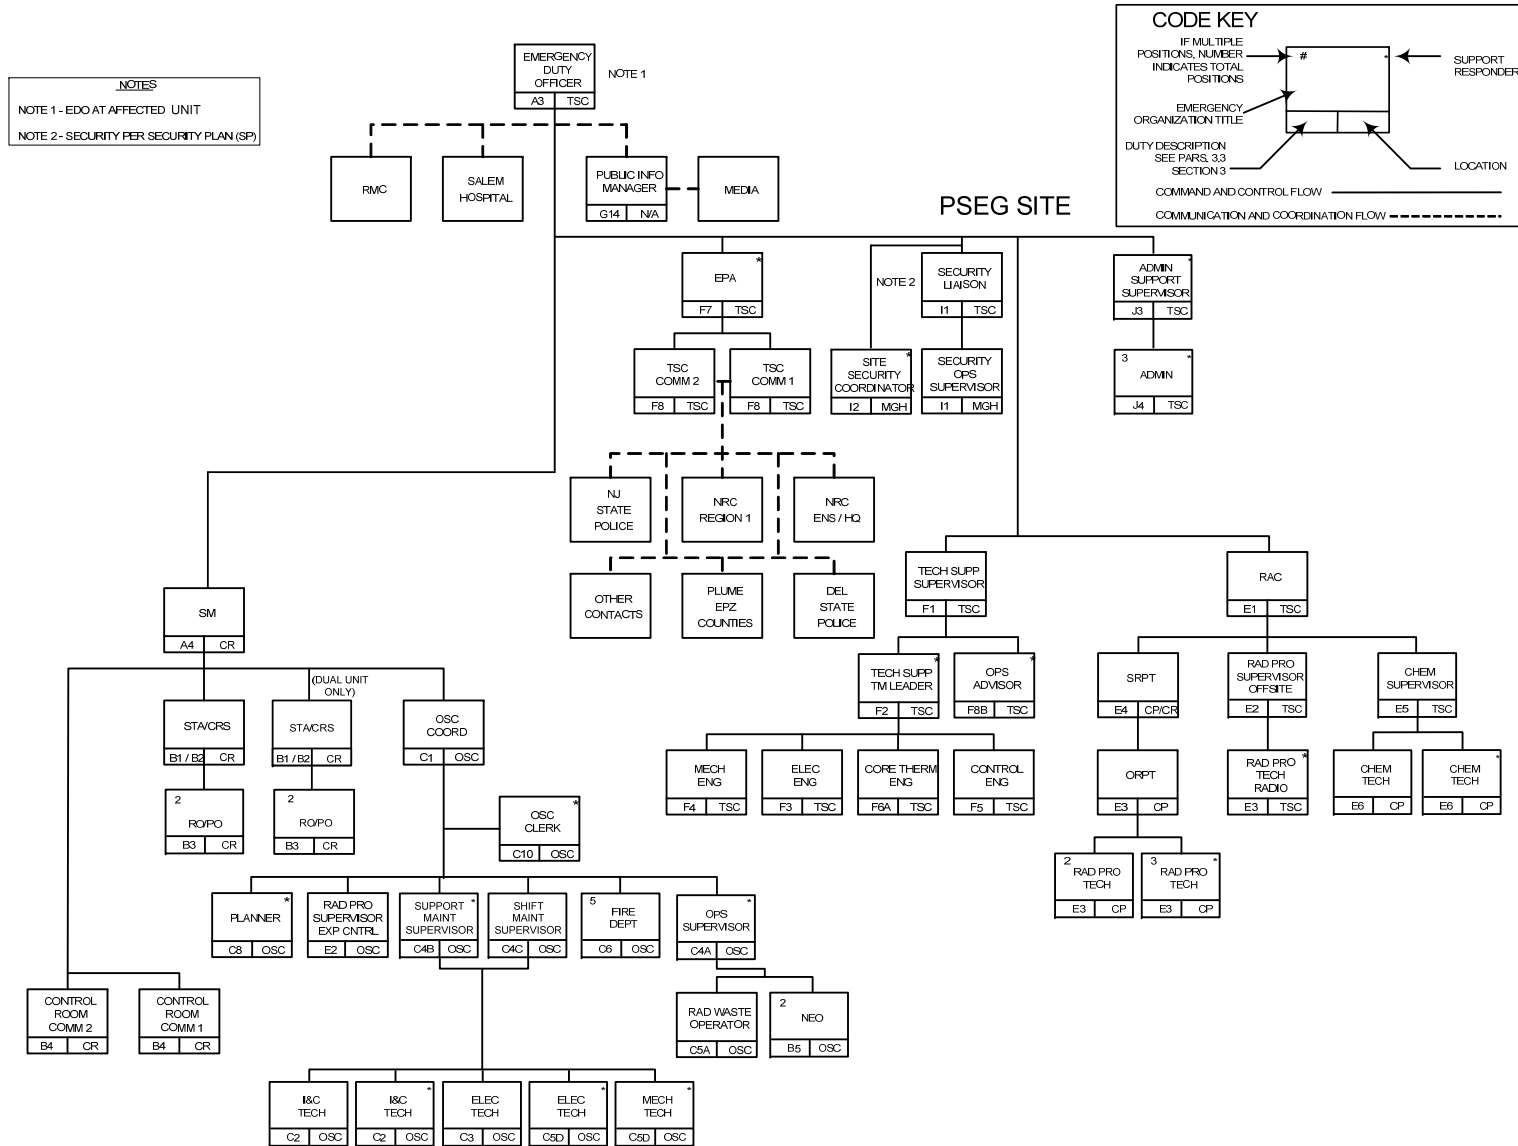 CODE KEY
IF MULTIPLE
POSITIONS, NUMBER
INDICATES TOTAL
POSITIONS
#
*
SUPPORT
RESPONDER
EMERGENCY
ORGANIZATION TITLE
DUTY DESCRIPTION
SEE PARS. 3.3
SECTION 3
LOCATION
COMMAND AND CONTROL FLOW
COMMUNICATION AND COORDINATION FLOW
NOTES
NOTE 1 - EDO AT AFFECTED UNIT
NOTE 2 - SECURITY PER SECURITY PLAN (SP)
EMERGENCY
DUTY
OFFICER
A3 TSC
NOTE 1
RMC
SALEM
HOSPITAL
PUBLIC INFO
MANAGER
G14 N/A
MEDIA
PSEG SITE
*
EPA
F7 TSC
NOTE 2
SECURITY
LIAISON
I1 TSC
*
ADMIN
SUPPORT
SUPERVISOR
J3 TSC
TSC
COMM 2
F8 TSC
TSC
COMM 1
F8 TSC
*
SITE
SECURITY
COORDINATOR
I2 MGH
SECURITY
OPS
SUPERVISOR
I1 MGH
3 *
ADMIN
J4 TSC
NJ
STATE
POLICE
NRC
REGION 1
NRC
ENS / HQ
OTHER
CONTACTS
PLUME
EPZ
COUNTIES
DEL
STATE
POLICE
TECH SUPP
SUPERVISOR
F1 TSC
RAC
E1 TSC
SM
A4 CR
*
TECH SUPP
TM LEADER
F2 TSC
*
OPS
ADVISOR
F8B TSC
SRPT
E4 CP/CR
RAD PRO
SUPERVISOR
OFFSITE
E2 TSC
CHEM
SUPERVISOR
E5 TSC
(DUAL UNIT
ONLY)
STA/CRS
B1 / B2 CR
STA/CRS
B1 / B2 CR
OSC
COORD
C1 OSC
MECH
ENG
F4 TSC
ELEC
ENG
F3 TSC
CORE THERM
ENG
F6A TSC
CONTROL
ENG
F5 TSC
ORPT
E3 CP
*
RAD PRO
TECH
RADIO
E3 TSC
CHEM
TECH
E6 CP
*
CHEM
TECH
E6 CP
2
RO/PO
B3 CR
2
RO/PO
B3 CR
*
OSC
CLERK
C10 OSC
2
RAD PRO
TECH
E3 CP
3 *
RAD PRO
TECH
E3 CP
*
PLANNER
C8 OSC
RAD PRO
SUPERVISOR
EXP CNTRL
E2 OSC
*
SUPPORT
MAINT
SUPERVISOR
C4B OSC
SHIFT
MAINT
SUPERVISOR
C4C OSC
5
FIRE
DEPT
C6 OSC
*
OPS
SUPERVISOR
C4A OSC
CONTROL
ROOM
COMM 2
B4 CR
CONTROL
ROOM
COMM 1
B4 CR
RAD WASTE
OPERATOR
C5A OSC
2
NEO
B5 OSC
I&C
TECH
C2 OSC
*
I&C
TECH
C2 OSC
ELEC
TECH
C3 OSC
*
ELEC
TECH
C5D OSC
*
MECH
TECH
C5D OSC